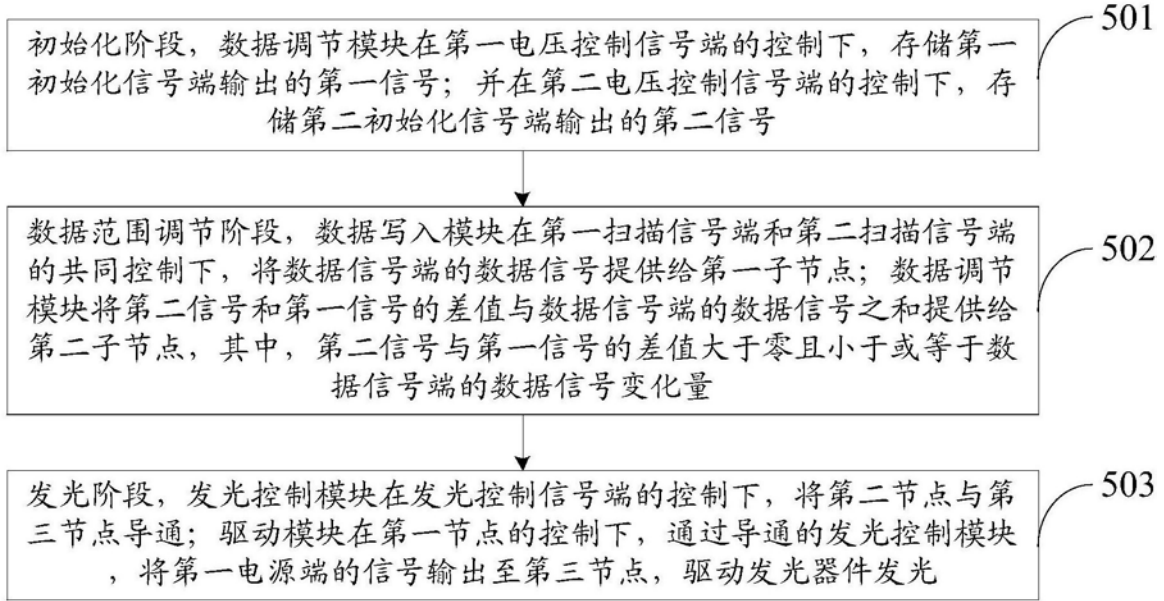 初始化阶段，数据调节模块在第一电压控制信号端的控制下，存储第一
初始化信号端输出的第一信号；并在第二电压控制信号端的控制下，存
储第二初始化信号端输出的第二信号
501
数据范围调节阶段，数据写入模块在第一扫描信号端和第二扫描信号端
的共同控制下，将数据信号端的数据信号提供给第一子节点；数据调节
模块将第二信号和第一信号的差值与数据信号端的数据信号之和提供给
第二子节点，其中，第二信号与第一信号的差值大于零且小于或等于数
据信号端的数据信号变化量
502
发光阶段，发光控制模块在发光控制信号端的控制下，将第二节点与第
三节点导通；驱动模块在第一节点的控制下，通过导通的发光控制模块
，将第一电源端的信号输出至第三节点，驱动发光器件发光
503